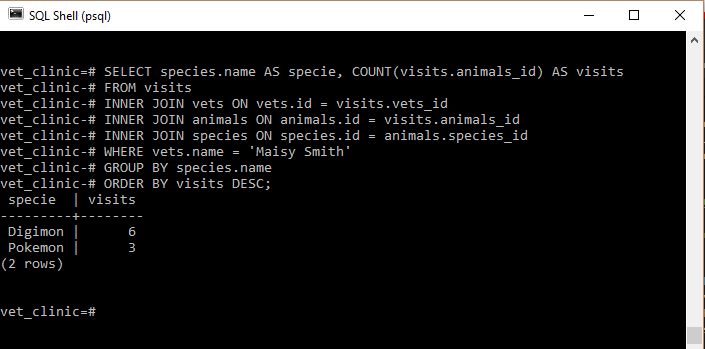 SQL Shell (psql)
vet_clinic=# SELECT species.name AS specie, COUNT(visits.animals_id) AS visits
vet_clinic-# FROM visits
vet_clinic-# INNER JOIN vets ON vets.id = visits.vets_id
vet_clinic-# INNER JOIN animals ON animals.id = visits.animals_id
vet_clinic-# INNER JOIN species ON species.id = animals.species_id
vet_clinic-# WHERE vets.name = 'Maisy Smith'
vet_clinic-# GROUP BY species.name
vet_clinic-# ORDER BY visits DESC;
 specie  | visits
---------+--------
 Digimon |      6
 Pokemon |      3
(2 rows)
vet_clinic=#